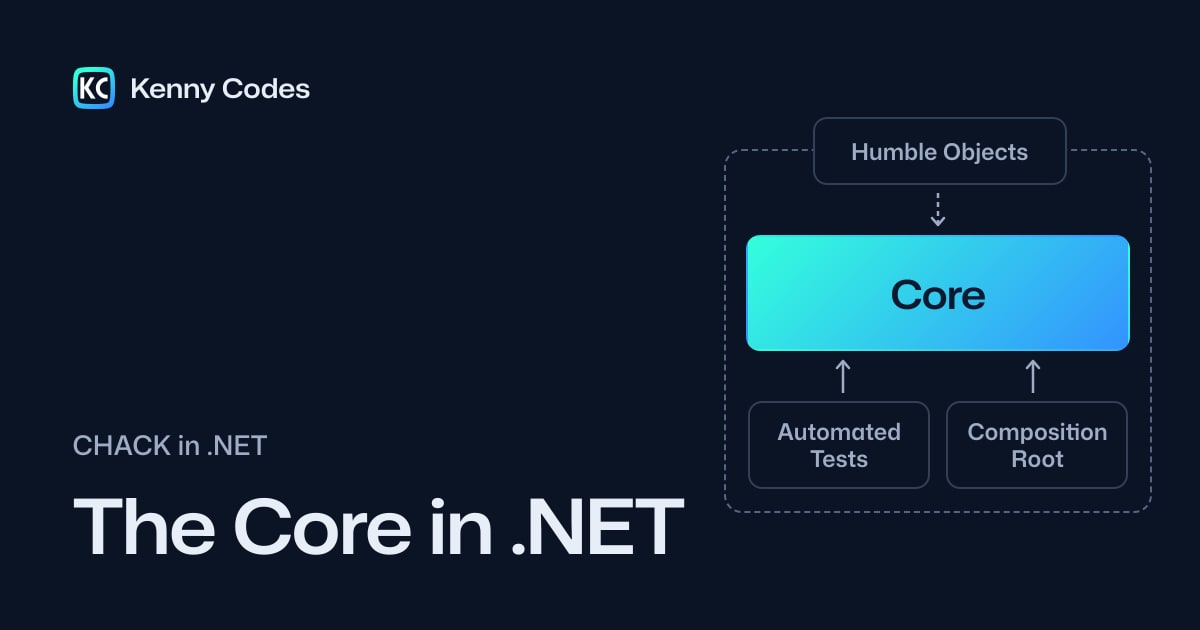 KC
Kenny Codes
Humble Objects
Core
Automated
Tests
Composition
Root
CHACK in .NET
The Core in .NET